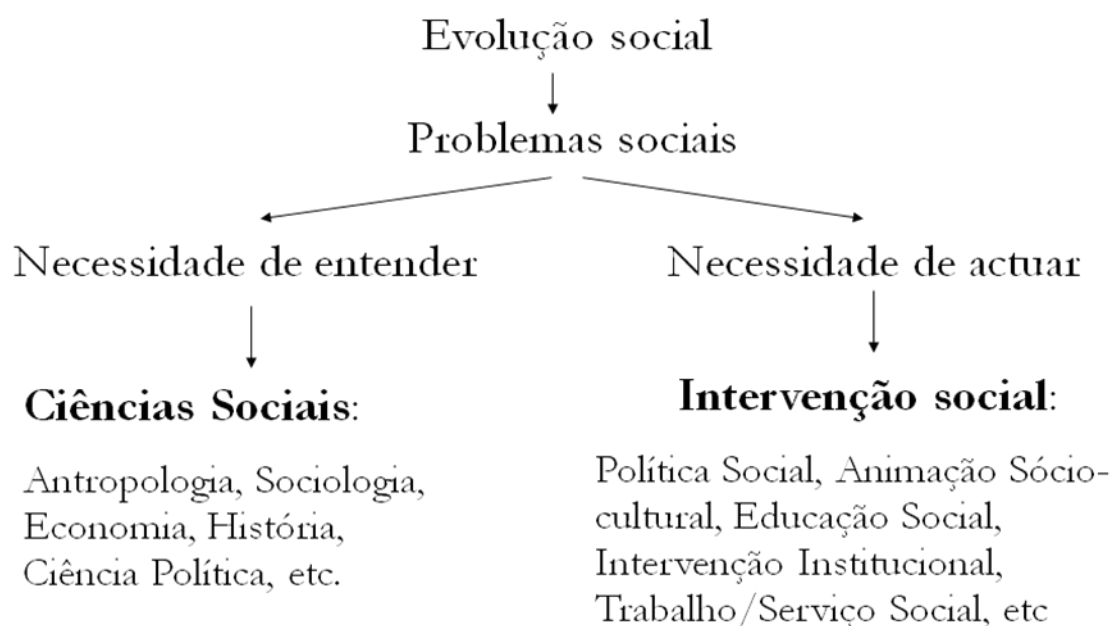 Evolução social
Problemas sociais
Necessidade de entender
Necessidade de actuar
Ciências Sociais:
Antropologia, Sociologia,
Economia, História,
Ciência Política, etc.
Intervenção social:
Política Social, Animação Sócio-
cultural, Educação Social,
Intervenção Institucional,
Trabalho/Serviço Social, etc